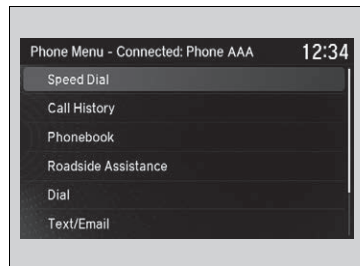 Phone Menu - Connected: Phone AAA 12:34
Speed Dial
Call History
Phonebook
Roadside Assistance
Dial
Text/Email